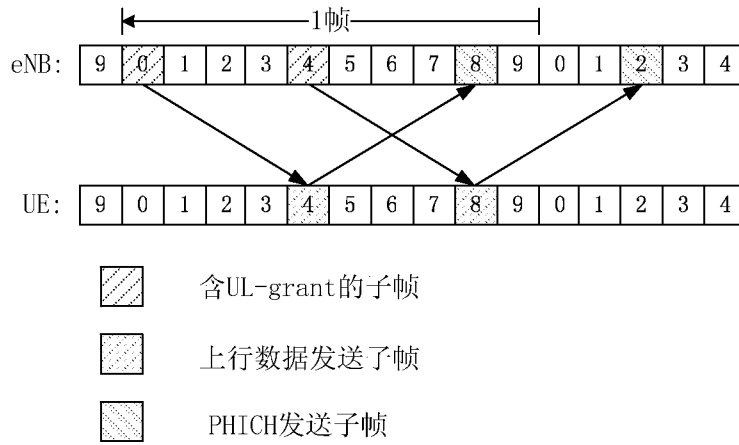 1帧
eNB: 9 0 1 2 3 4 5 6 7 8 9 0 1 2 3 4
UE: 9 0 1 2 3 4 5 6 7 8 9 0 1 2 3 4
含UL-grant的子帧
上行数据发送子帧
PHICH发送子帧